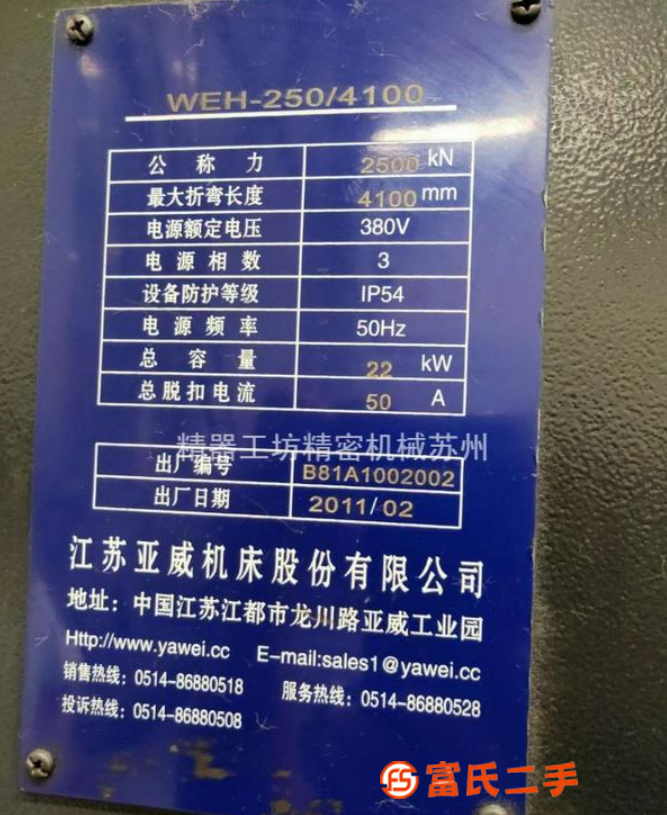 WEH-250/4100
公称力 2500 kN
最大折弯长度 4100 mm
电源额定电压 380V
电源相数 3
设备防护等级 IP54
电源频率 50Hz
总容量 22 kW
总脱扣电流 50 A
精器工坊精密机械苏州
出厂编号 B81A1002002
出厂日期 2011/02
江苏亚威机床股份有限公司
地址：中国江苏江都市龙川路亚威工业园
Http://www.yawei.cc E-mail:sales1@yawei.cc
销售热线：0514-86880518 服务热线：0514-86880528
投诉热线：0514-86880508
FS 富氏二手